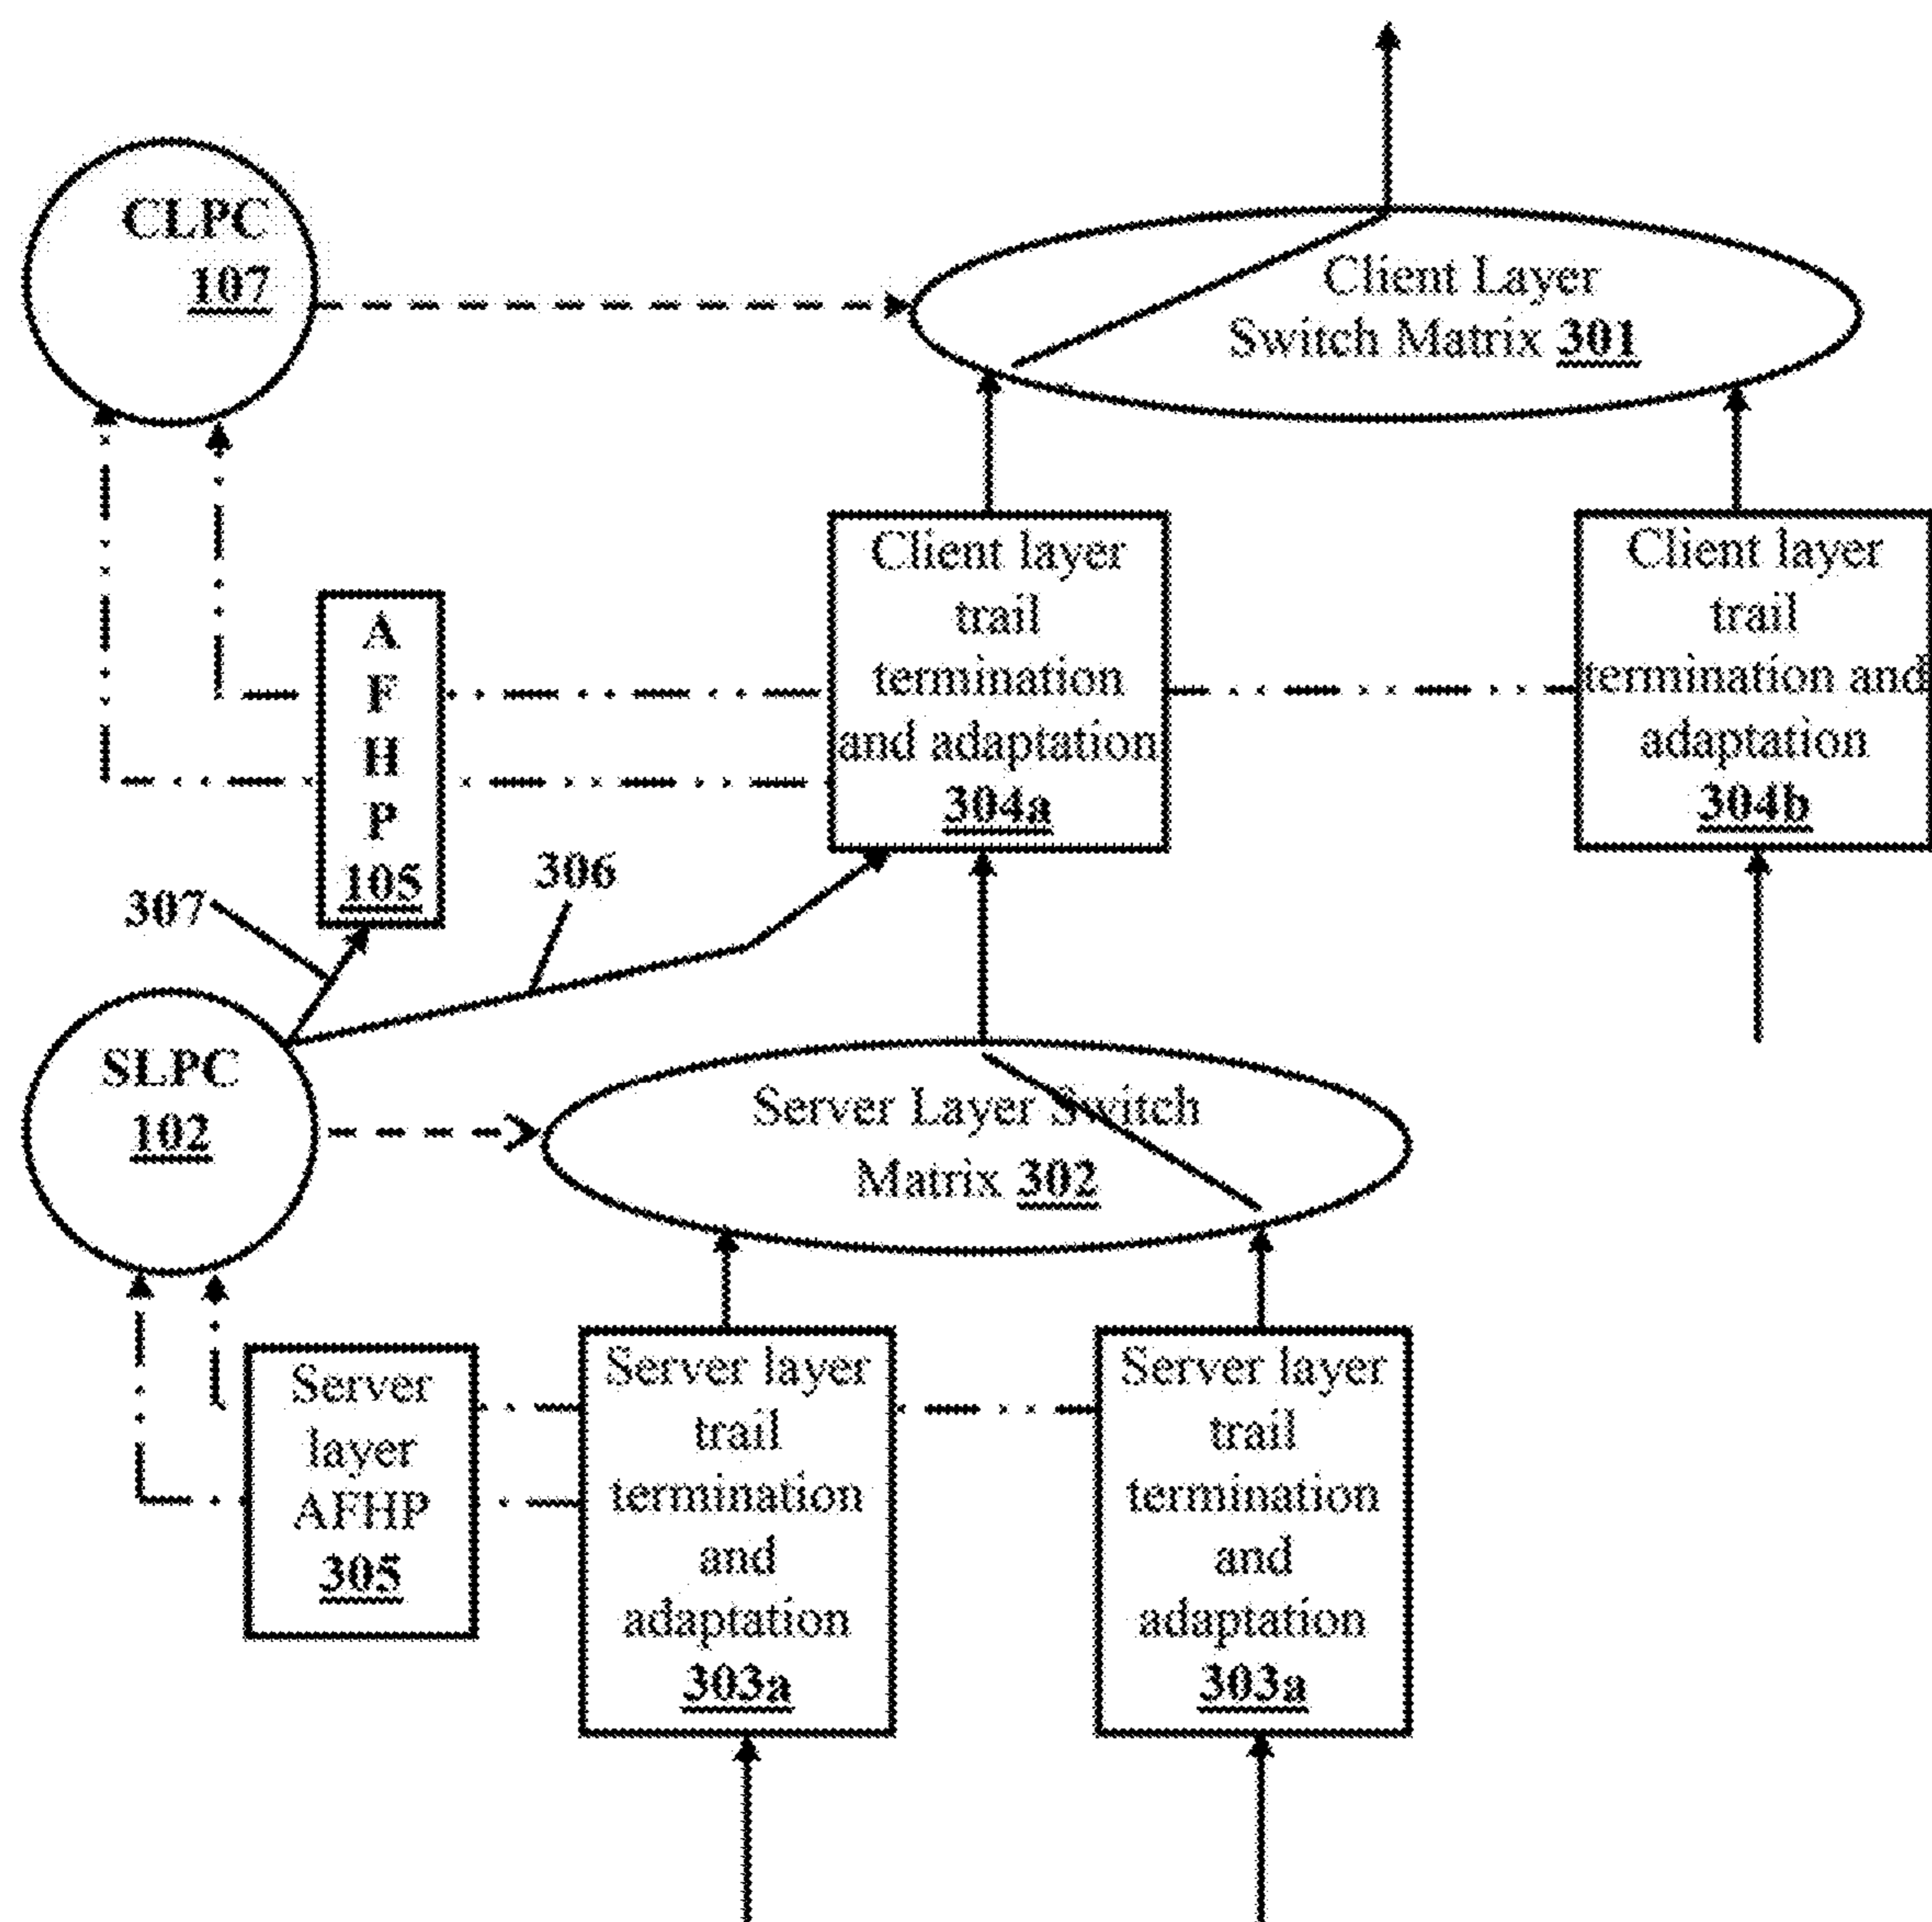 CLPC
107
Client Layer
Switch Matrix 301
Client layer
trail
termination
and adaptation
304a
Client layer
trail
termination and
adaptation
304b
A
F
H
P
105
306
307
SLPC
102
Server Layer Switch
Matrix 302
Server
layer
AFHP
305
Server layer
trail
termination
and
adaptation
303a
Server layer
trail
termination
and
adaptation
303a